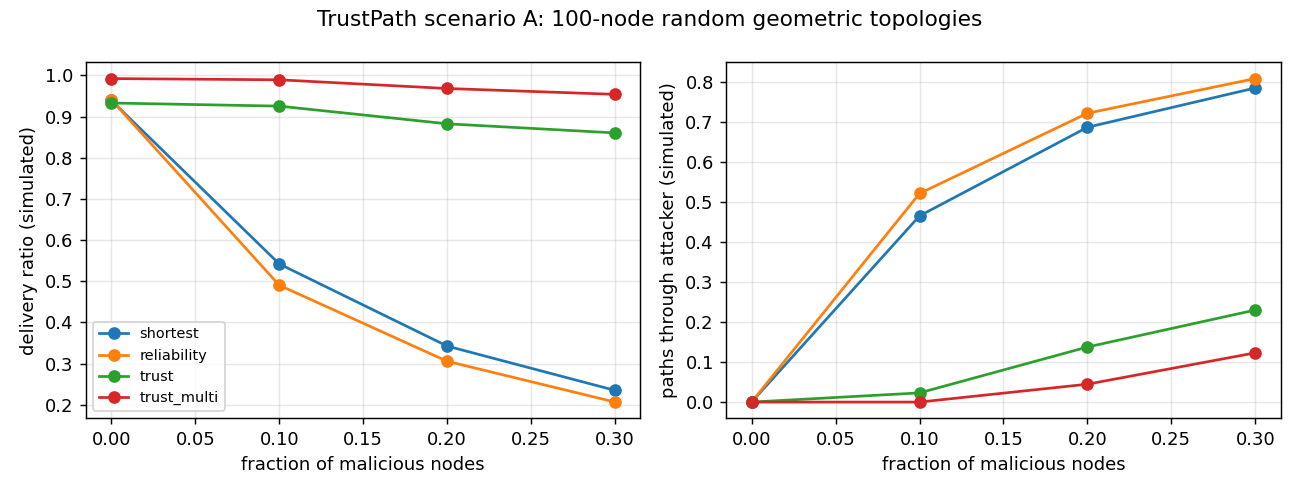 TrustPath scenario A: 100-node random geometric topologies
delivery ratio (simulated)
1.0
0.9
0.8
0.7
0.6
0.5
0.4
0.3
0.2
shortest
reliability
trust
trust_multi
0.00 0.05 0.10 0.15 0.20 0.25 0.30
fraction of malicious nodes
paths through attacker (simulated)
0.8
0.7
0.6
0.5
0.4
0.3
0.2
0.1
0.0
0.00 0.05 0.10 0.15 0.20 0.25 0.30
fraction of malicious nodes